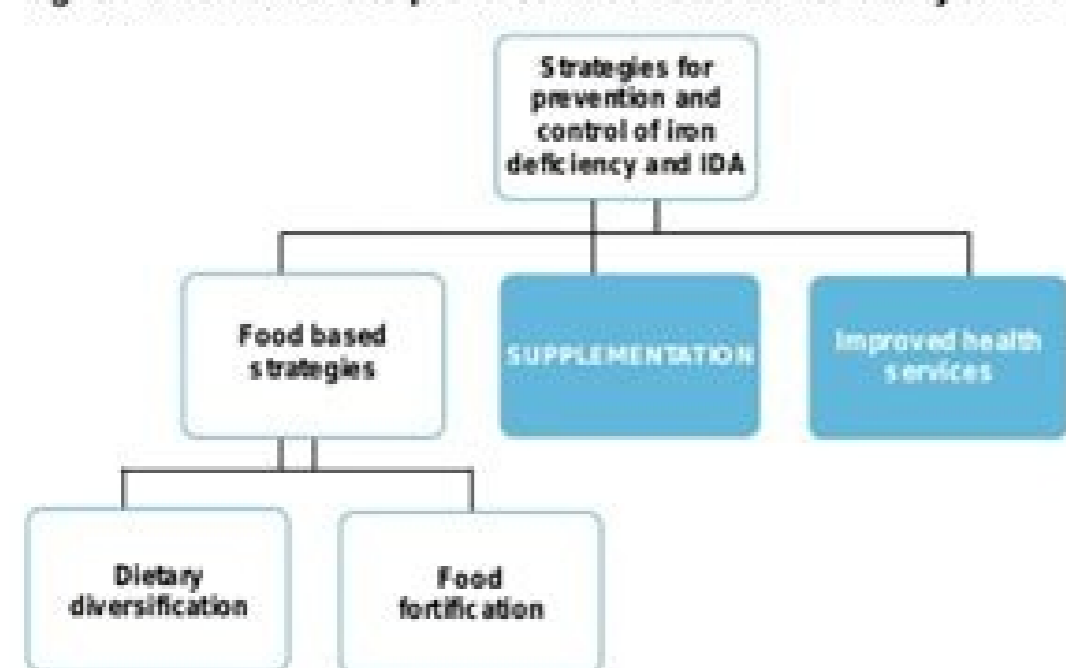 Strategies for
prevention and
control of iron
deficiency and IDA
Food based
strategies
SUPPLEMENTATION
Improved health
services
Dietary
diversification
Food
fortification